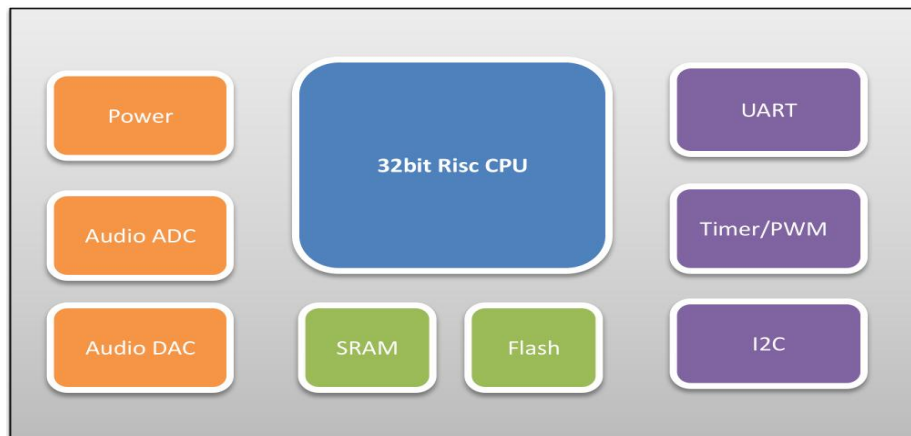 Power
Audio ADC
Audio DAC
32bit Risc CPU
SRAM
Flash
UART
Timer/PWM
I2C